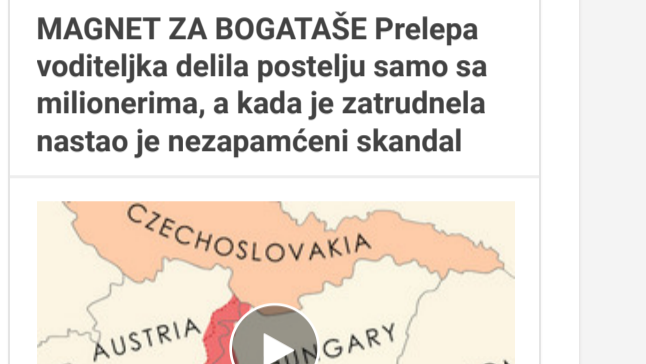 MAGNET ZA BOGATAŠE Prelepa
voditeljka delila postelju samo sa
milionerima, a kada je zatrudnela
nastao je nezapamćeni skandal
CZECHOSLOVAKIA
AUSTRIA